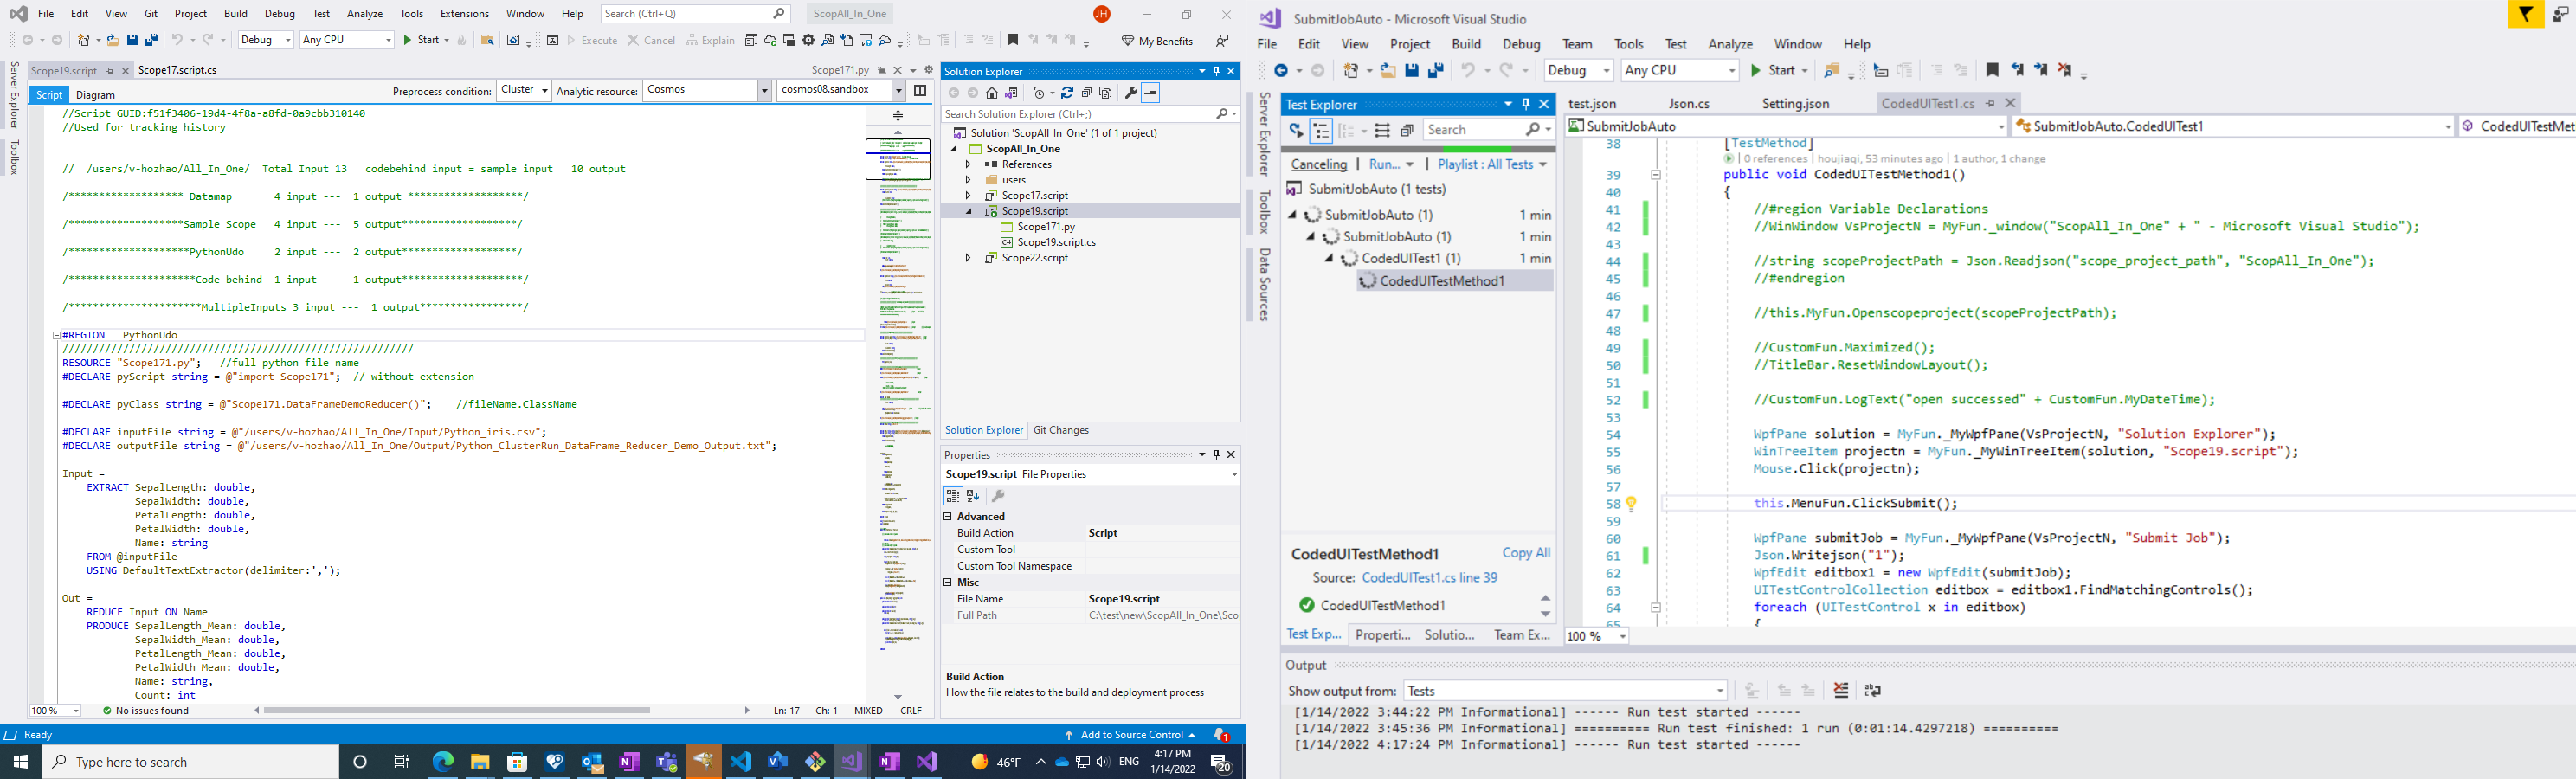 File Edit View Git Project Build Debug Test Analyze Tools Extensions Window Help Search (Ctrl+Q) ScopAll_In_One JH
Debug Any CPU Start Execute Cancel Explain My Benefits
Server Explorer
Toolbox
Scope19.script Scope17.script.cs Scope171.py
Script Diagram Preprocess condition: Cluster Analytic resource: Cosmos cosmos08.sandbox
//Script GUID:f51f3406-19d4-4f8a-a8fd-0a9cbb310140
//Used for tracking history
// /users/v-hozhao/All_In_One/ Total Input 13 codebehind input = sample input 10 output
/******************* Datamap 4 input --- 1 output *******************/
/*******************Sample Scope 4 input --- 5 output*******************/
/********************PythonUdo 2 input --- 2 output*******************/
/*********************Code behind 1 input --- 1 output*******************/
/**********************MultipleInputs 3 input --- 1 output*****************/
#REGION PythonUdo
//////////////////////////////////////////////////////////
RESOURCE "Scope171.py"; //full python file name
#DECLARE pyScript string = @"import Scope171"; // without extension
#DECLARE pyClass string = @"Scope171.DataFrameDemoReducer()"; //fileName.ClassName
#DECLARE inputFile string = @"/users/v-hozhao/All_In_One/Input/Python_iris.csv";
#DECLARE outputFile string = @"/users/v-hozhao/All_In_One/Output/Python_ClusterRun_DataFrame_Reducer_Demo_Output.txt";
Input =
EXTRACT SepalLength: double,
SepalWidth: double,
PetalLength: double,
PetalWidth: double,
Name: string
FROM @inputFile
USING DefaultTextExtractor(delimiter:',');
Out =
REDUCE Input ON Name
PRODUCE SepalLength_Mean: double,
SepalWidth_Mean: double,
PetalLength_Mean: double,
PetalWidth_Mean: double,
Name: string,
Count: int
100 % No issues found Ln: 17 Ch: 1 MIXED CRLF
Solution Explorer
Search Solution Explorer (Ctrl+;)
Solution 'ScopAll_In_One' (1 of 1 project)
ScopAll_In_One
References
users
Scope17.script
Scope19.script
Scope171.py
Scope19.script.cs
Scope22.script
Solution Explorer Git Changes
Properties
Scope19.script File Properties
Advanced
Build Action Script
Custom Tool
Custom Tool Namespace
Misc
File Name Scope19.script
Full Path C:\test\new\ScopAll_In_One\Sco
Build Action
How the file relates to the build and deployment process
Ready Add to Source Control 1
Type here to search 46°F ENG 4:17 PM 1/14/2022 20
SubmitJobAuto - Microsoft Visual Studio
File Edit View Project Build Debug Team Tools Test Analyze Window Help
Debug Any CPU Start
Server Explorer
Toolbox
Data Sources
Test Explorer
Search
Canceling | Run... | Playlist : All Tests
SubmitJobAuto (1 tests)
SubmitJobAuto (1) 1 min
SubmitJobAuto (1) 1 min
CodedUITest1 (1) 1 min
CodedUITestMethod1
CodedUITestMethod1 Copy All
Source: CodedUITest1.cs line 39
CodedUITestMethod1
Test Exp... Properti... Solutio... Team Ex...
test.json Json.cs Setting.json CodedUITest1.cs
SubmitJobAuto SubmitJobAuto.CodedUITest1 CodedUITestMet
38 [TestMethod]
| 0 references | houjiaqi, 53 minutes ago | 1 author, 1 change
39 public void CodedUITestMethod1()
40 {
41 //#region Variable Declarations
42 //WinWindow VsProjectN = MyFun._window("ScopAll_In_One" + " - Microsoft Visual Studio");
43
44 //string scopeProjectPath = Json.Readjson("scope_project_path", "ScopAll_In_One");
45 //#endregion
46
47 //this.MyFun.Openscopeproject(scopeProjectPath);
48
49 //CustomFun.Maximized();
50 //TitleBar.ResetWindowLayout();
51
52 //CustomFun.LogText("open successed" + CustomFun.MyDateTime);
53
54 WpfPane solution = MyFun._MyWpfPane(VsProjectN, "Solution Explorer");
55 WinTreeItem projectn = MyFun._MyWinTreeItem(solution, "Scope19.script");
56 Mouse.Click(projectn);
57
58 this.MenuFun.ClickSubmit();
59
60 WpfPane submitJob = MyFun._MyWpfPane(VsProjectN, "Submit Job");
61 Json.Writejson("1");
62 WpfEdit editbox1 = new WpfEdit(submitJob);
63 UITestControlCollection editbox = editbox1.FindMatchingControls();
64 foreach (UITestControl x in editbox)
65 {
100 %
Output
Show output from: Tests
[1/14/2022 3:44:22 PM Informational] ------ Run test started ------
[1/14/2022 3:45:36 PM Informational] ========== Run test finished: 1 run (0:01:14.4297218) ==========
[1/14/2022 4:17:24 PM Informational] ------ Run test started ------